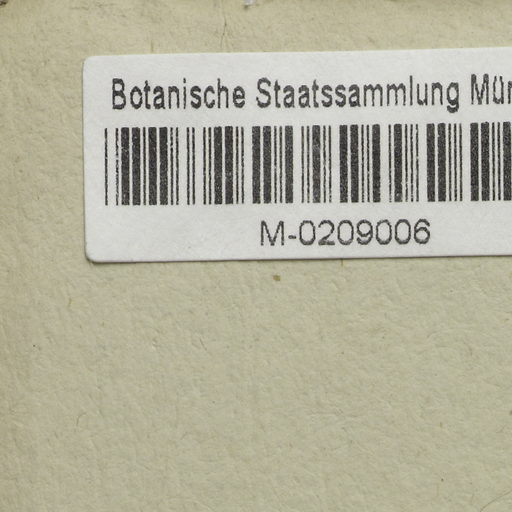 Botanische Staatssammlung Mün
M-0209006